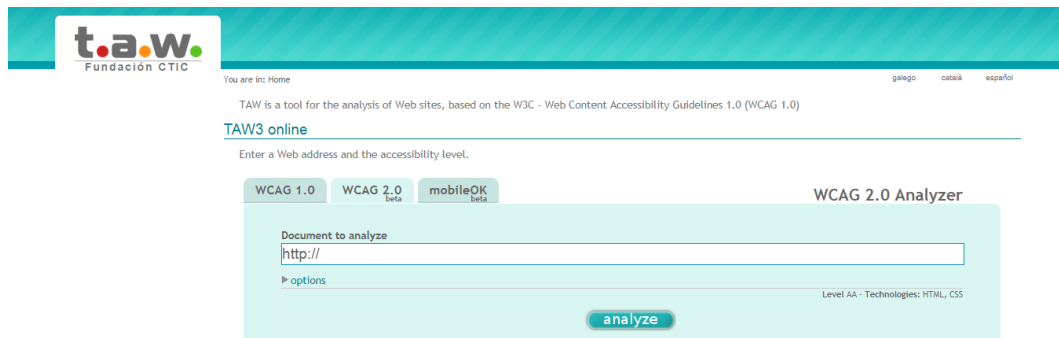 t.a.w.
Fundación CTIC
You are in: Home
galego català español
TAW is a tool for the analysis of Web sites, based on the W3C - Web Content Accessibility Guidelines 1.0 (WCAG 1.0)
TAW3 online
Enter a Web address and the accessibility level.
WCAG 1.0 WCAG 2.0 beta mobileOK beta
WCAG 2.0 Analyzer
Document to analyze
http://
options
Level AA - Technologies: HTML, CSS
analyze